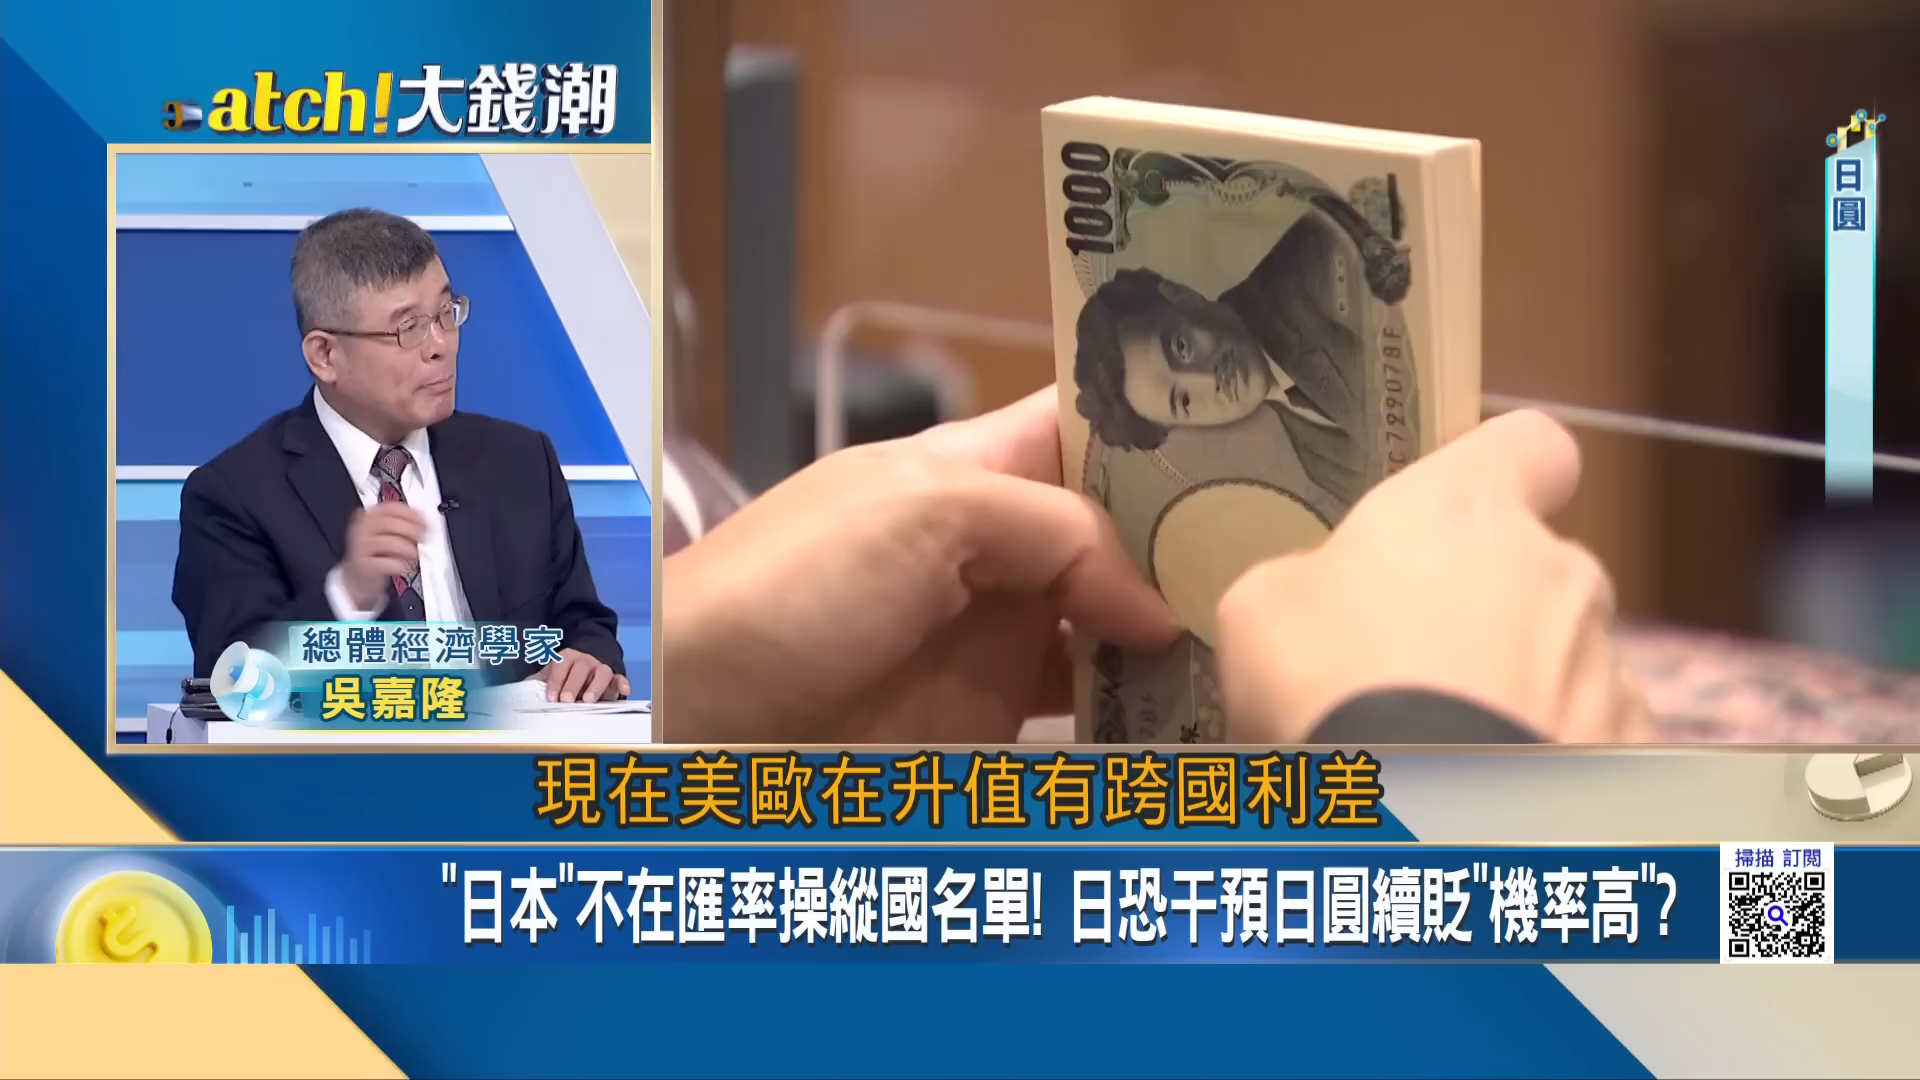 atch!大錢潮
日圓
1000
C729078F
78F
總體經濟學家
吳嘉隆
現在美歐在升值有跨國利差
"日本"不在匯率操縱國名單! 日恐干預日圓續貶"機率高"?
掃描 訂閱